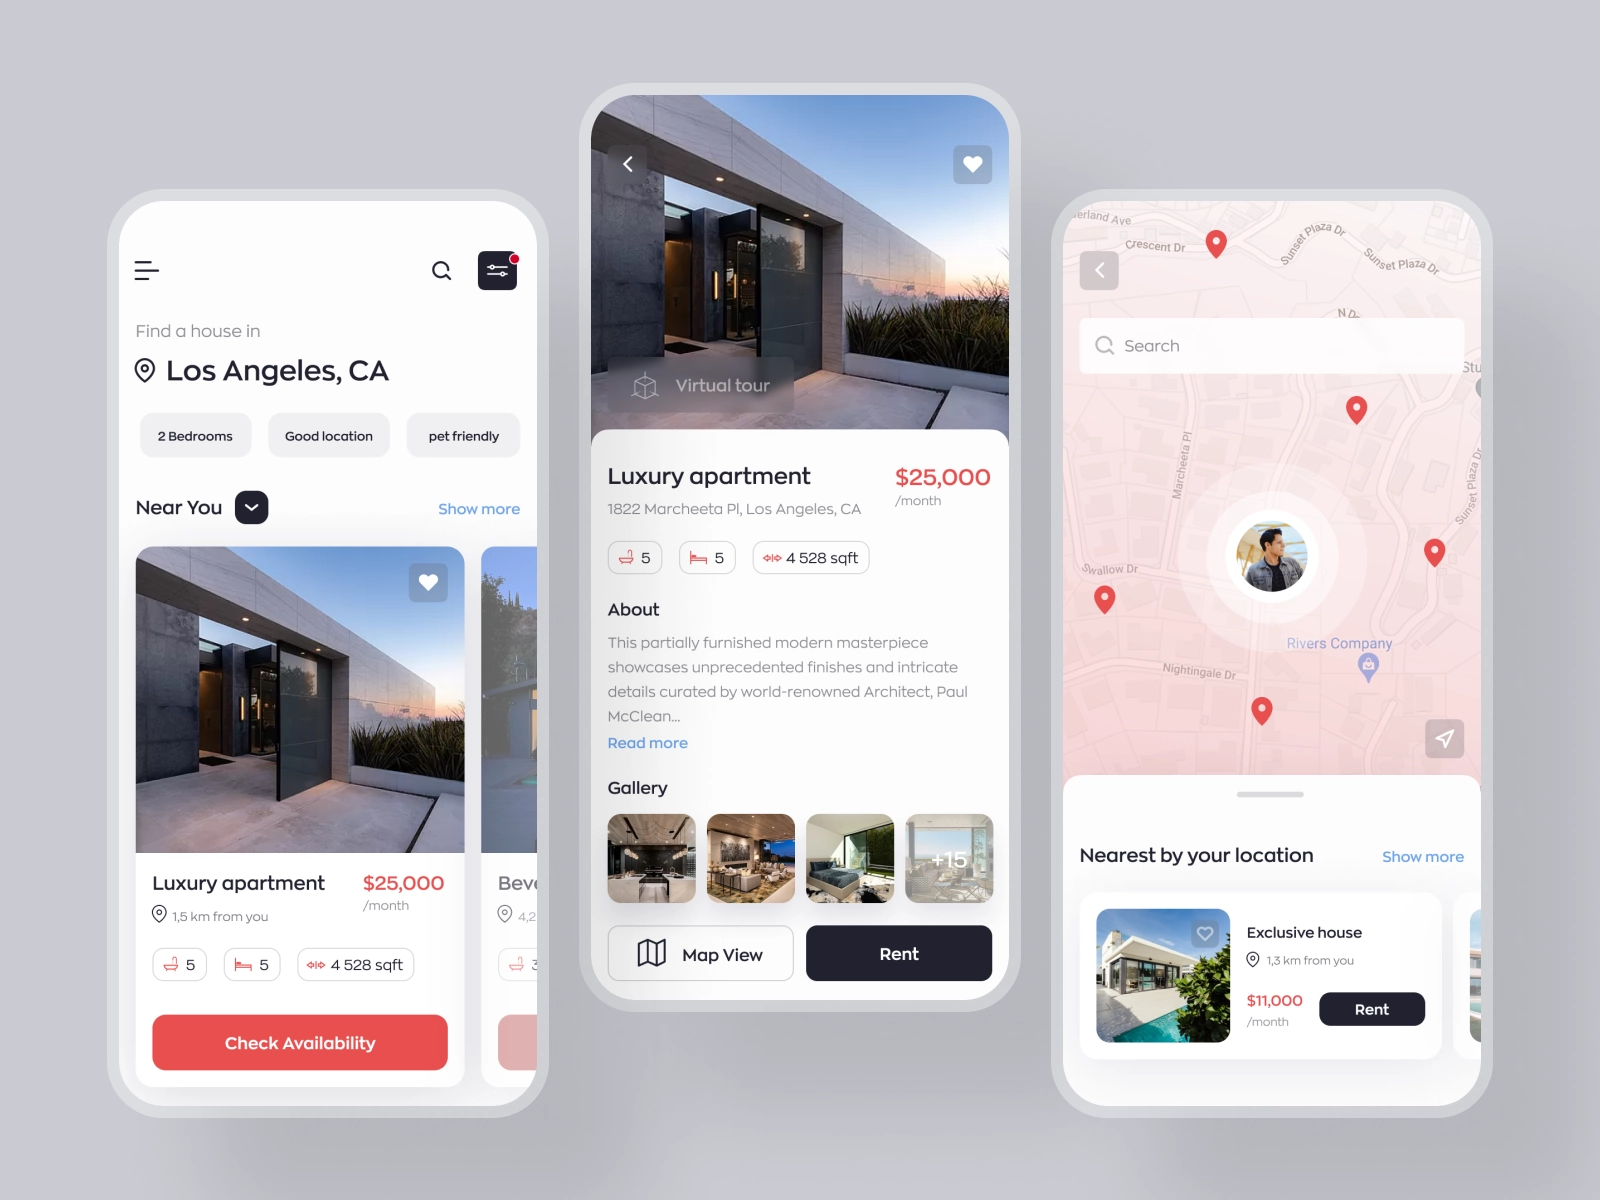 Find a house in
Los Angeles, CA
2 Bedrooms
Good location
pet friendly
Near You
Show more
Luxury apartment
$25,000
/month
1,5 km from you
5
5
4 528 sqft
Check Availability
Beve
4,2
3
Virtual tour
Luxury apartment
$25,000
/month
1822 Marcheeta Pl, Los Angeles, CA
5
5
4 528 sqft
About
This partially furnished modern masterpiece
showcases unprecedented finishes and intricate
details curated by world-renowned Architect, Paul
McClean...
Read more
Gallery
+15
Map View
Rent
erland Ave
Crescent Dr
Sunset Plaza Dr
Sunset Plaza Dr
N D
Search
Stu
Marcheeta Pl
Sunset Plaza Dr
Swallow Dr
Rivers Company
Nightingale Dr
Nearest by your location
Show more
Exclusive house
1,3 km from you
$11,000
/month
Rent